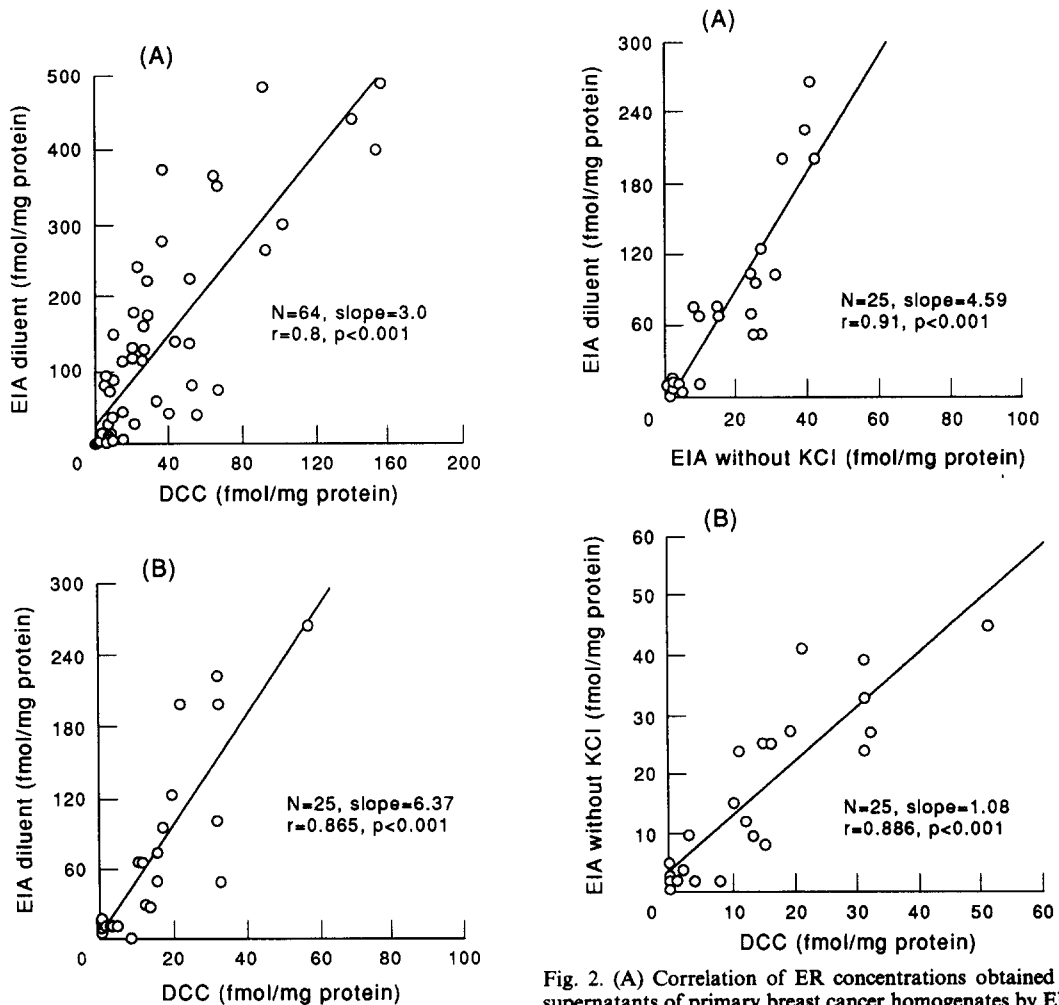 (A)
EIA diluent (fmol/mg protein)
500
400
300
200
100
0
40
80
120
160
200
N=64, slope=3.0
r=0.8, p<0.001
DCC (fmol/mg protein)
(B)
EIA diluent (fmol/mg protein)
300
240
180
120
60
0
20
40
60
80
100
N=25, slope=6.37
r=0.865, p<0.001
DCC (fmol/mg protein)
(A)
EIA diluent (fmol/mg protein)
300
240
180
120
60
0
20
40
60
80
100
N=25, slope=4.59
r=0.91, p<0.001
EIA without KCl (fmol/mg protein)
(B)
EIA without KCl (fmol/mg protein)
60
50
40
30
20
10
0
10
20
30
40
50
60
N=25, slope=1.08
r=0.886, p<0.001
DCC (fmol/mg protein)
Fig. 2. (A) Correlation of ER concentrations obtained
supernatants of primary breast cancer homogenates by